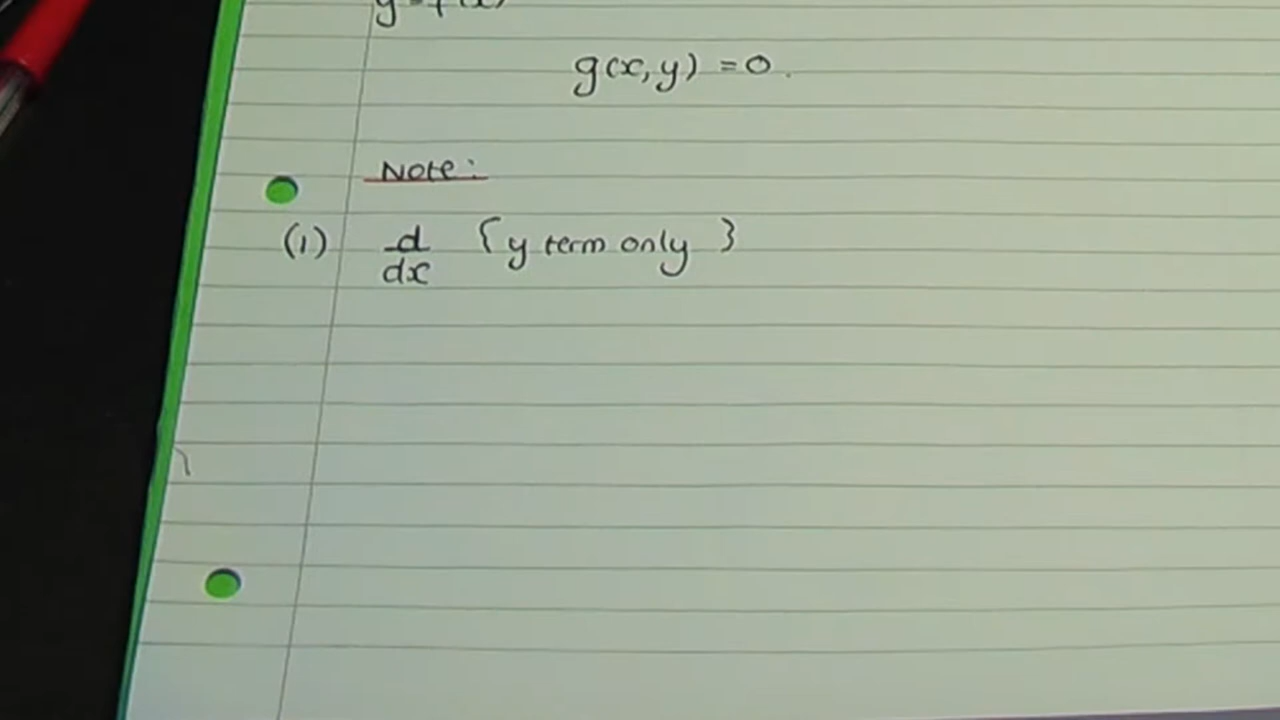 y = f(x)
g(x, y) = 0.
Note:
(1) d/dx { y term only }